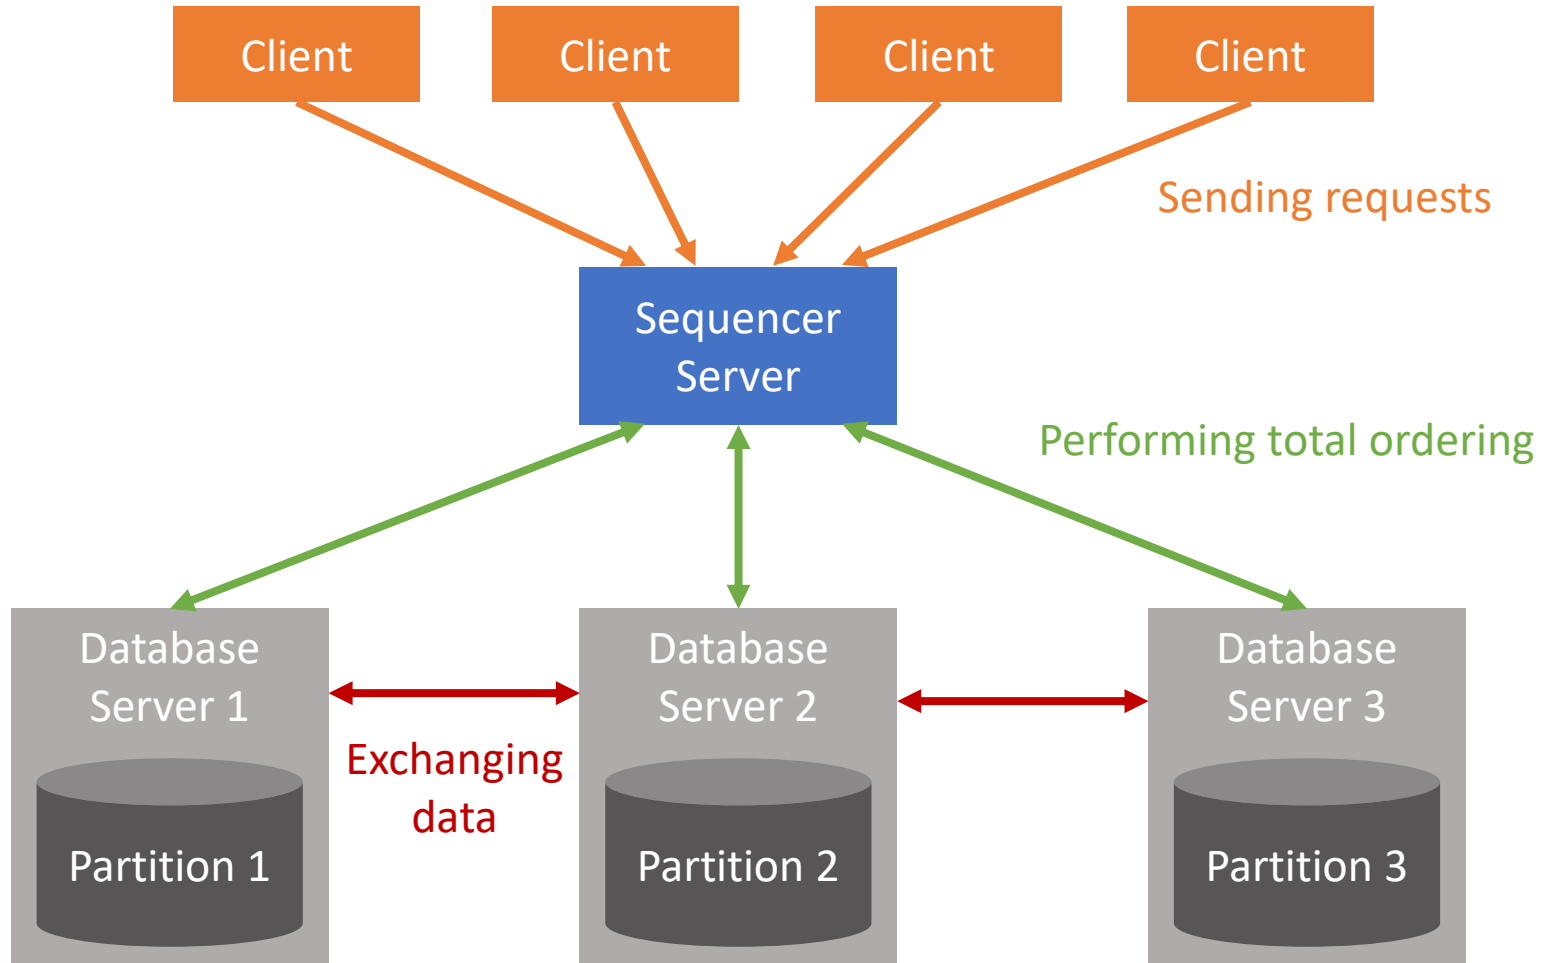 Client
Client
Client
Client
Sending requests
Sequencer
Server
Performing total ordering
Database
Server 1
Database
Server 2
Database
Server 3
Exchanging
data
Partition 1
Partition 2
Partition 3